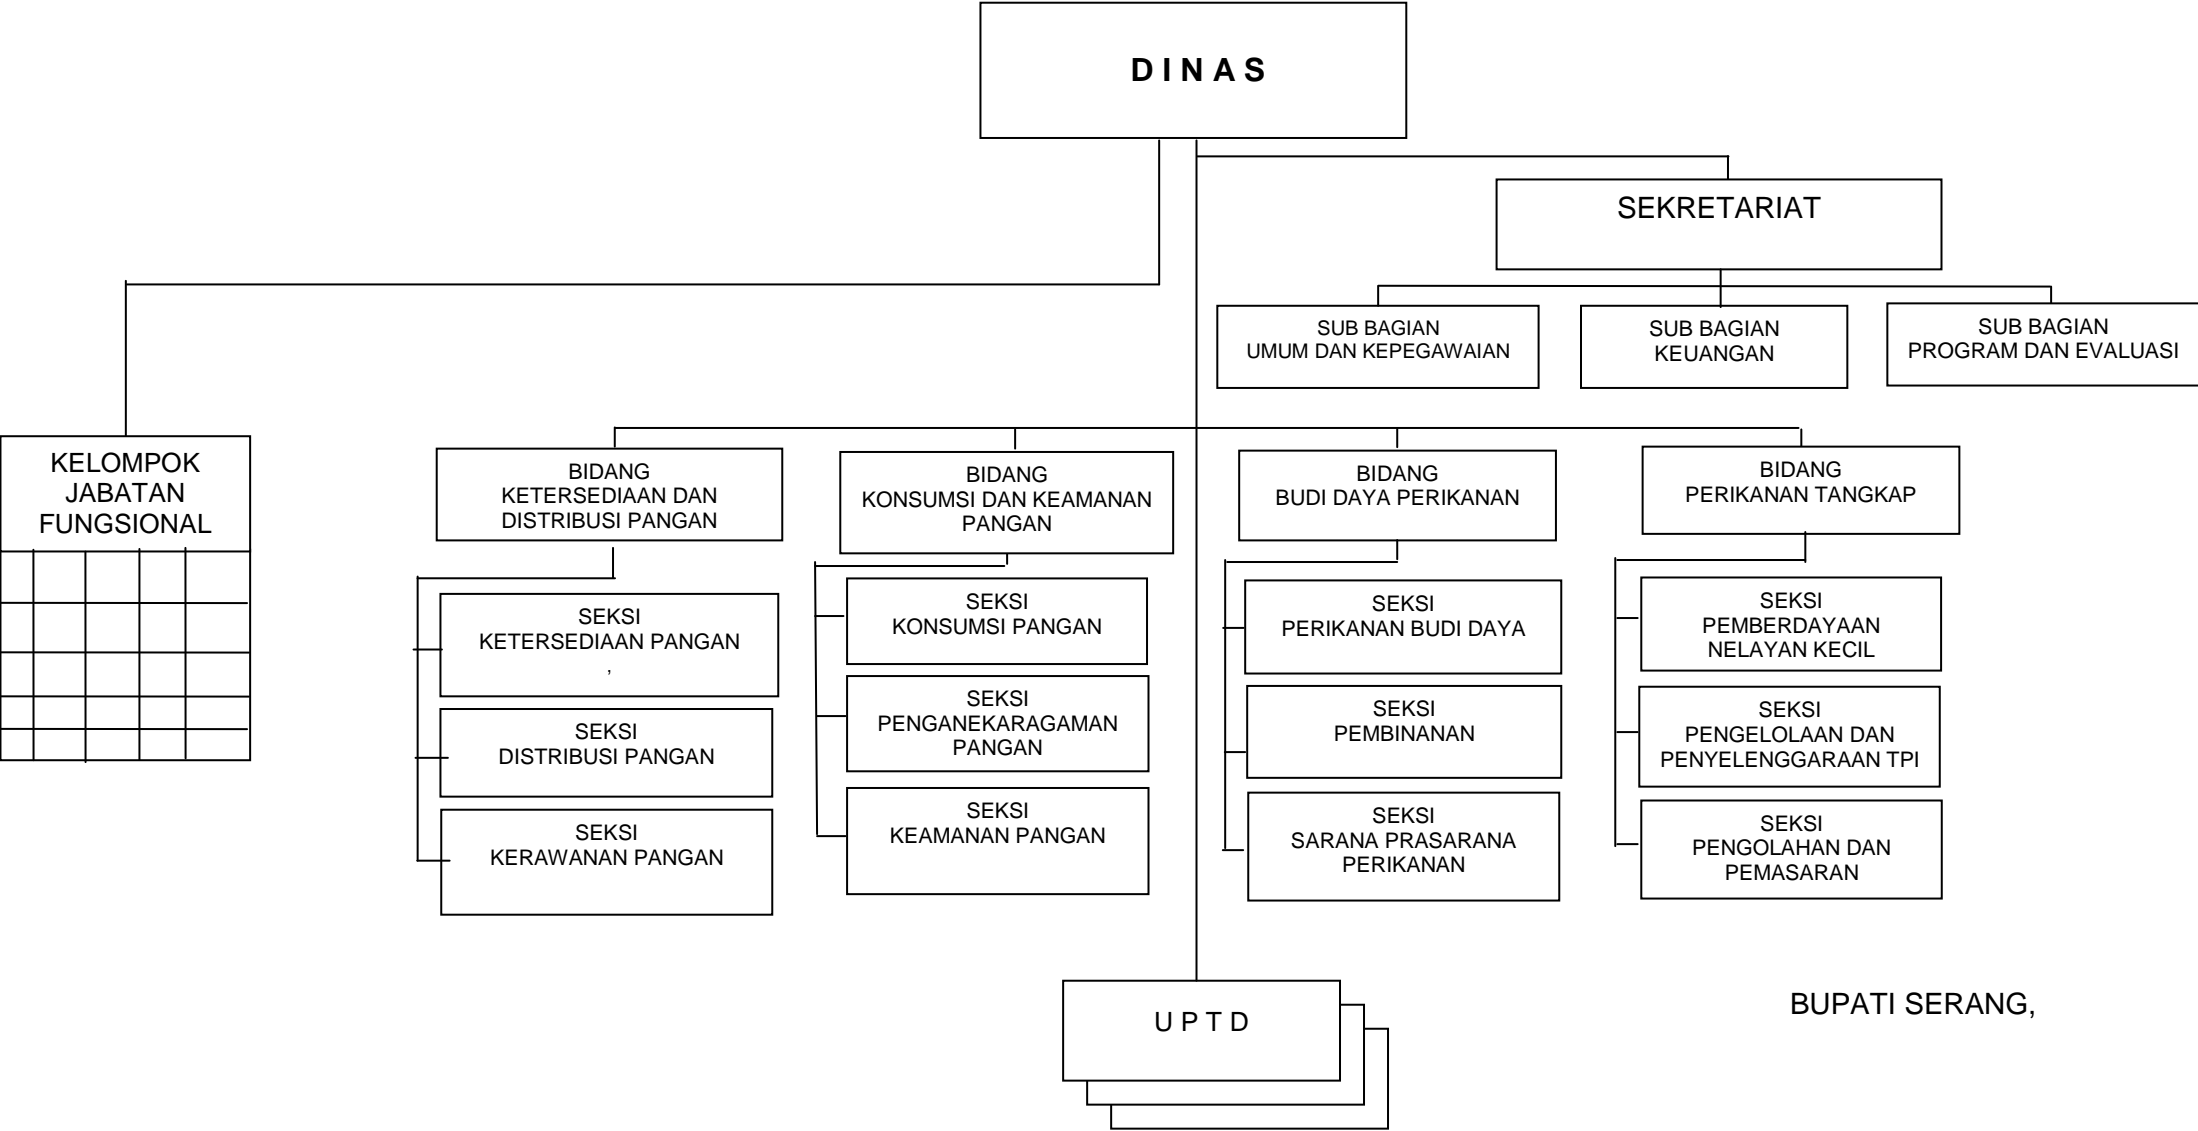 D I N A S
SEKRETARIAT
SUB BAGIAN
UMUM DAN KEPEGAWAIAN
SUB BAGIAN
KEUANGAN
SUB BAGIAN
PROGRAM DAN EVALUASI
KELOMPOK
JABATAN
FUNGSIONAL
BIDANG
KETERSEDIAAN DAN
DISTRIBUSI PANGAN
SEKSI
KETERSEDIAAN PANGAN
,
SEKSI
DISTRIBUSI PANGAN
SEKSI
KERAWANAN PANGAN
BIDANG
KONSUMSI DAN KEAMANAN
PANGAN
SEKSI
KONSUMSI PANGAN
SEKSI
PENGANEKARAGAMAN
PANGAN
SEKSI
KEAMANAN PANGAN
BIDANG
BUDI DAYA PERIKANAN
SEKSI
PERIKANAN BUDI DAYA
SEKSI
PEMBINANAN
SEKSI
SARANA PRASARANA
PERIKANAN
BIDANG
PERIKANAN TANGKAP
SEKSI
PEMBERDAYAAN
NELAYAN KECIL
SEKSI
PENGELOLAAN DAN
PENYELENGGARAAN TPI
SEKSI
PENGOLAHAN DAN
PEMASARAN
U P T D
BUPATI SERANG,